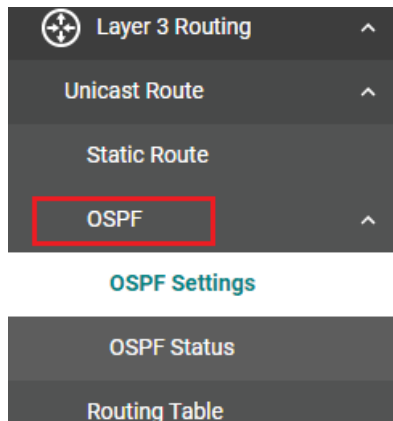 Layer 3 Routing
Unicast Route
Static Route
OSPF
OSPF Settings
OSPF Status
Routing Table